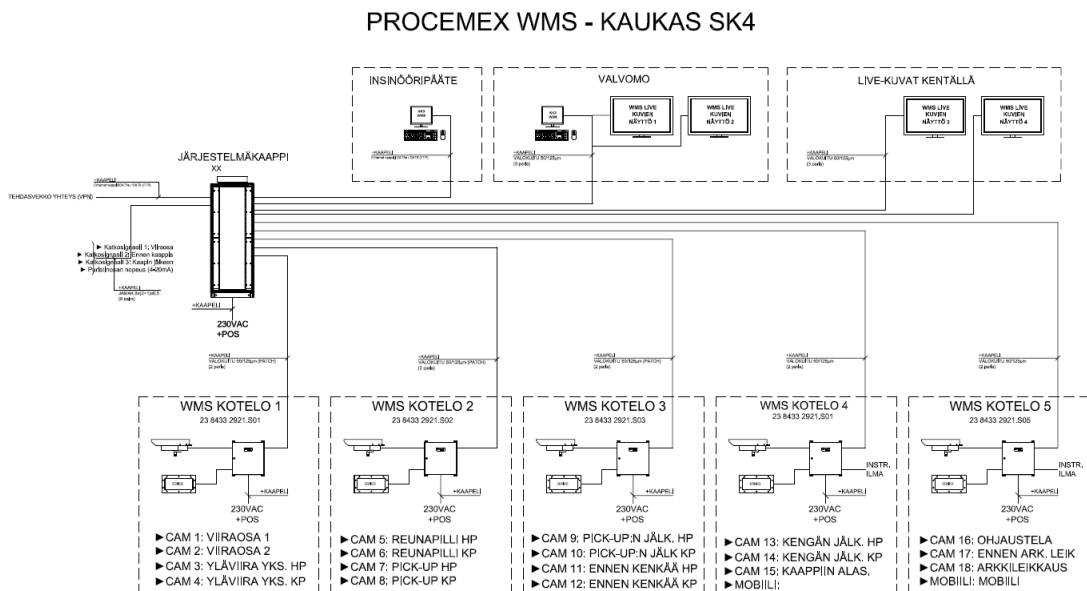 PROCEMEX WMS - KAUKAS SK4
INSINÖÖRIPÄÄTE
VALVOMO
LIVE-KUVAT KENTÄLLÄ
WMS LIVE
KUVIEN
NÄYTTÖ 1
WMS LIVE
KUVIEN
NÄYTTÖ 2
WMS LIVE
KUVIEN
NÄYTTÖ 3
WMS LIVE
KUVIEN
NÄYTTÖ 4
JÄRJESTELMÄKAAPPI
XX
+KAAPELI
+KAAPELI
VALOKUITU 50/125µm
(3 paria)
+KAAPELI
VALOKUITU 50/125µm
(3 paria)
+KAAPELI
TEHDASVEKKO YHTEYS (VPN)
►Katkosignaali 1: Viiraosa
►Katkosignaali 2: Ennen kaappia
►Katkosignaali 3: Kaapin jälkeen
►Puristinosan nopeus (4-20mA)
+KAAPELI
+KAAPELI
230VAC
+POS
+KAAPELI
VALOKUITU 50/125µm (PATCH)
(2 paria)
+KAAPELI
VALOKUITU 50/125µm (PATCH)
(2 paria)
+KAAPELI
VALOKUITU 50/125µm (PATCH)
(2 paria)
+KAAPELI
VALOKUITU 50/125µm
(2 paria)
+KAAPELI
VALOKUITU 50/125µm
(2 paria)
WMS KOTELO 1
23 8433 2921.S01
+KAAPELI
230VAC
+POS
►CAM 1: VIIRAOSA 1
►CAM 2: VIIRAOSA 2
►CAM 3: YLÄVIIRA YKS. HP
►CAM 4: YLÄVIIRA YKS. KP
WMS KOTELO 2
23 8433 2921.S02
+KAAPELI
230VAC
+POS
►CAM 5: REUNAPILLI HP
►CAM 6: REUNAPILLI KP
►CAM 7: PICK-UP HP
►CAM 8: PICK-UP KP
WMS KOTELO 3
23 8433 2921.S03
+KAAPELI
230VAC
+POS
►CAM 9: PICK-UP:N JÄLK. HP
►CAM 10: PICK-UP:N JÄLK KP
►CAM 11: ENNEN KENKÄÄ HP
►CAM 12: ENNEN KENKÄÄ KP
WMS KOTELO 4
23 8433 2921.S01
INSTR.
ILMA
+KAAPELI
230VAC
+POS
►CAM 13: KENGÄN JÄLK. HP
►CAM 14: KENGÄN JÄLK. KP
►CAM 15: KAAPPIIN ALAS.
►MOBIILI:
WMS KOTELO 5
23 8433 2921.S05
INSTR.
ILMA
+KAAPELI
230VAC
+POS
►CAM 16: OHJAUSTELA
►CAM 17: ENNEN ARK. LEIK
►CAM 18: ARKKILEIKKAUS
►MOBIILI: MOBIILI